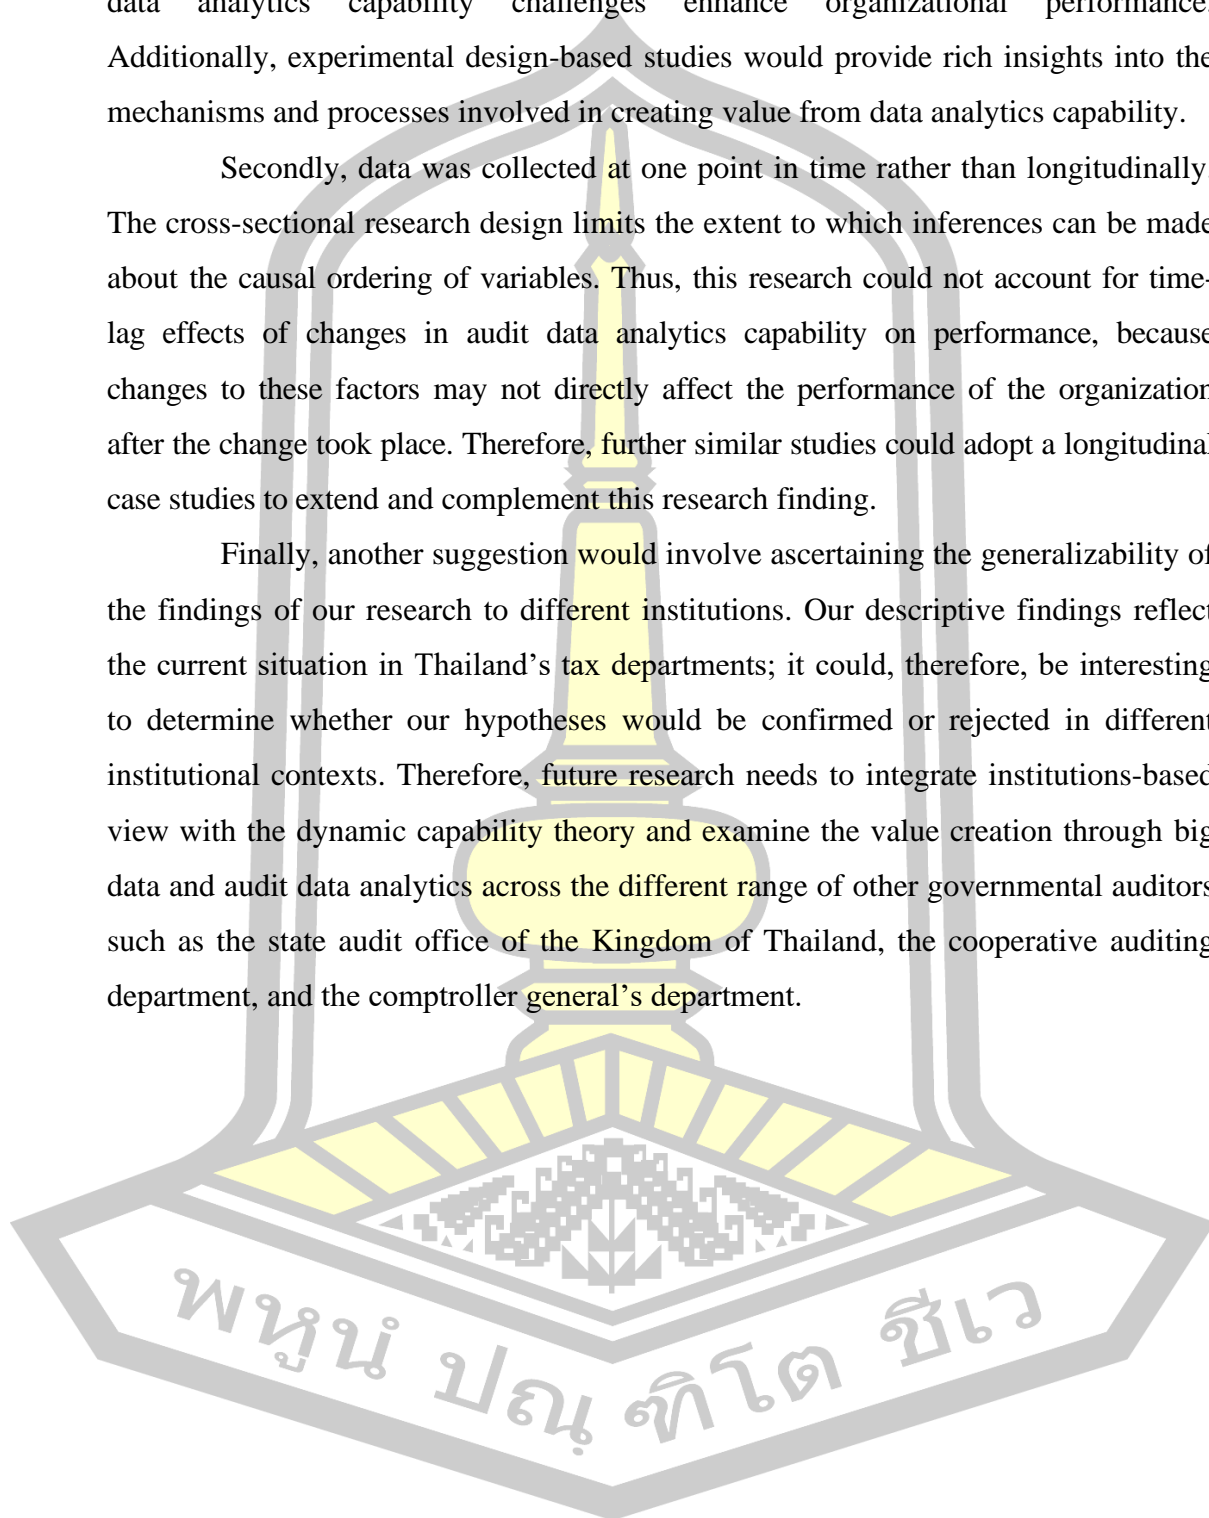 data analytics capability challenges enhance organizational performance.
Additionally, experimental design-based studies would provide rich insights into the
mechanisms and processes involved in creating value from data analytics capability.
Secondly, data was collected at one point in time rather than longitudinally.
The cross-sectional research design limits the extent to which inferences can be made
about the causal ordering of variables. Thus, this research could not account for time-
lag effects of changes in audit data analytics capability on performance, because
changes to these factors may not directly affect the performance of the organization
after the change took place. Therefore, further similar studies could adopt a longitudinal
case studies to extend and complement this research finding.
Finally, another suggestion would involve ascertaining the generalizability of
the findings of our research to different institutions. Our descriptive findings reflect
the current situation in Thailand’s tax departments; it could, therefore, be interesting
to determine whether our hypotheses would be confirmed or rejected in different
institutional contexts. Therefore, future research needs to integrate institutions-based
view with the dynamic capability theory and examine the value creation through big
data and audit data analytics across the different range of other governmental auditors
such as the state audit office of the Kingdom of Thailand, the cooperative auditing
department, and the comptroller general’s department.
พหูนํ ปณฺฑิโต ชีเว